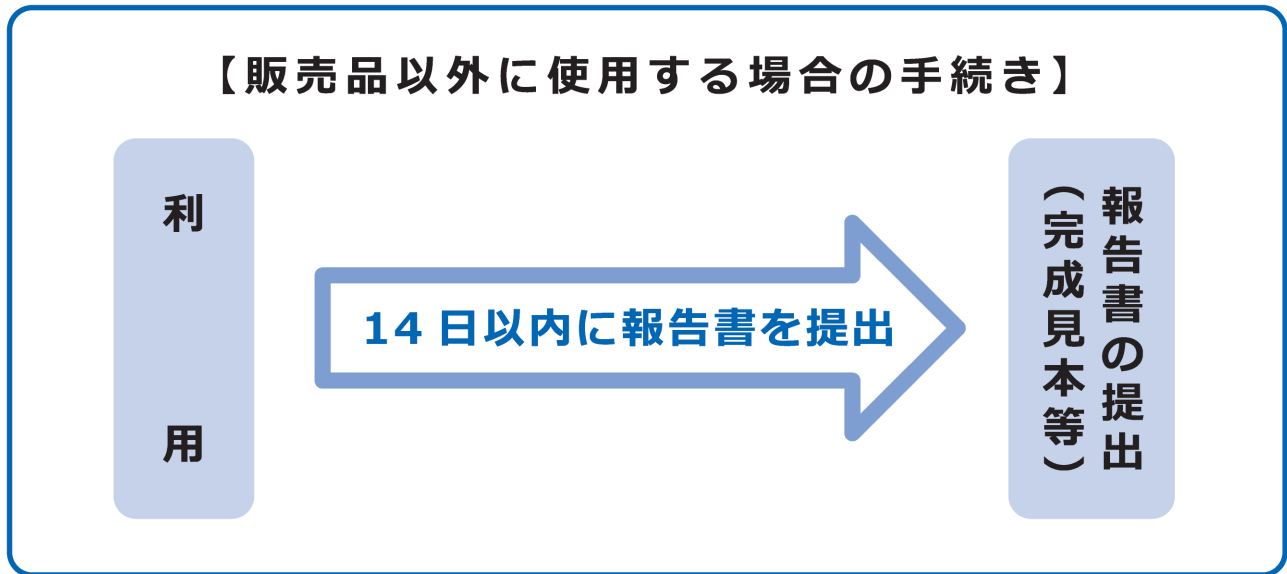 【販売品以外に使用する場合の手続き】
利用
14日以内に報告書を提出
報告書の提出
（完成見本等）